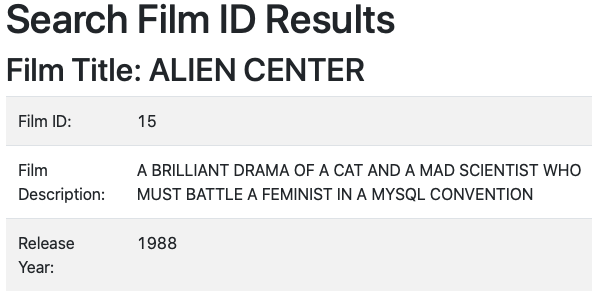 Search Film ID Results
Film Title: ALIEN CENTER
Film ID: 15
Film A BRILLIANT DRAMA OF A CAT AND A MAD SCIENTIST WHO
Description: MUST BATTLE A FEMINIST IN A MYSQL CONVENTION
Release 1988
Year: